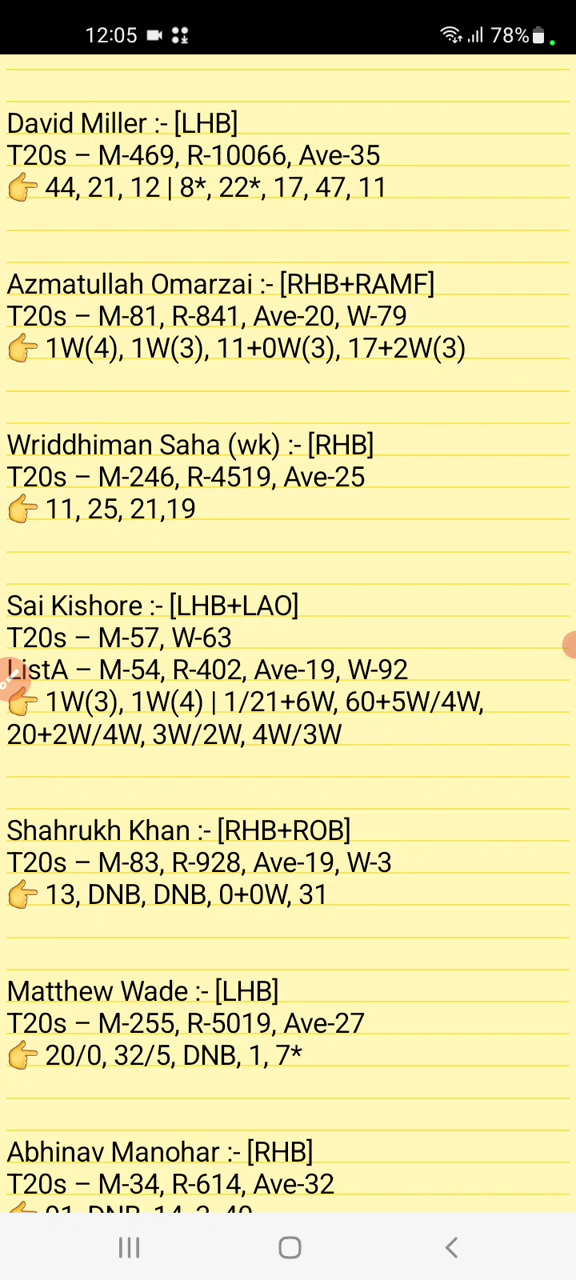 12:05 78%
David Miller :- [LHB]
T20s – M-469, R-10066, Ave-35
👉 44, 21, 12 | 8*, 22*, 17, 47, 11
Azmatullah Omarzai :- [RHB+RAMF]
T20s – M-81, R-841, Ave-20, W-79
👉 1W(4), 1W(3), 11+0W(3), 17+2W(3)
Wriddhiman Saha (wk) :- [RHB]
T20s – M-246, R-4519, Ave-25
👉 11, 25, 21,19
Sai Kishore :- [LHB+LAO]
T20s – M-57, W-63
ListA – M-54, R-402, Ave-19, W-92
👉 1W(3), 1W(4) | 1/21+6W, 60+5W/4W,
20+2W/4W, 3W/2W, 4W/3W
Shahrukh Khan :- [RHB+ROB]
T20s – M-83, R-928, Ave-19, W-3
👉 13, DNB, DNB, 0+0W, 31
Matthew Wade :- [LHB]
T20s – M-255, R-5019, Ave-27
👉 20/0, 32/5, DNB, 1, 7*
Abhinav Manohar :- [RHB]
T20s – M-34, R-614, Ave-32